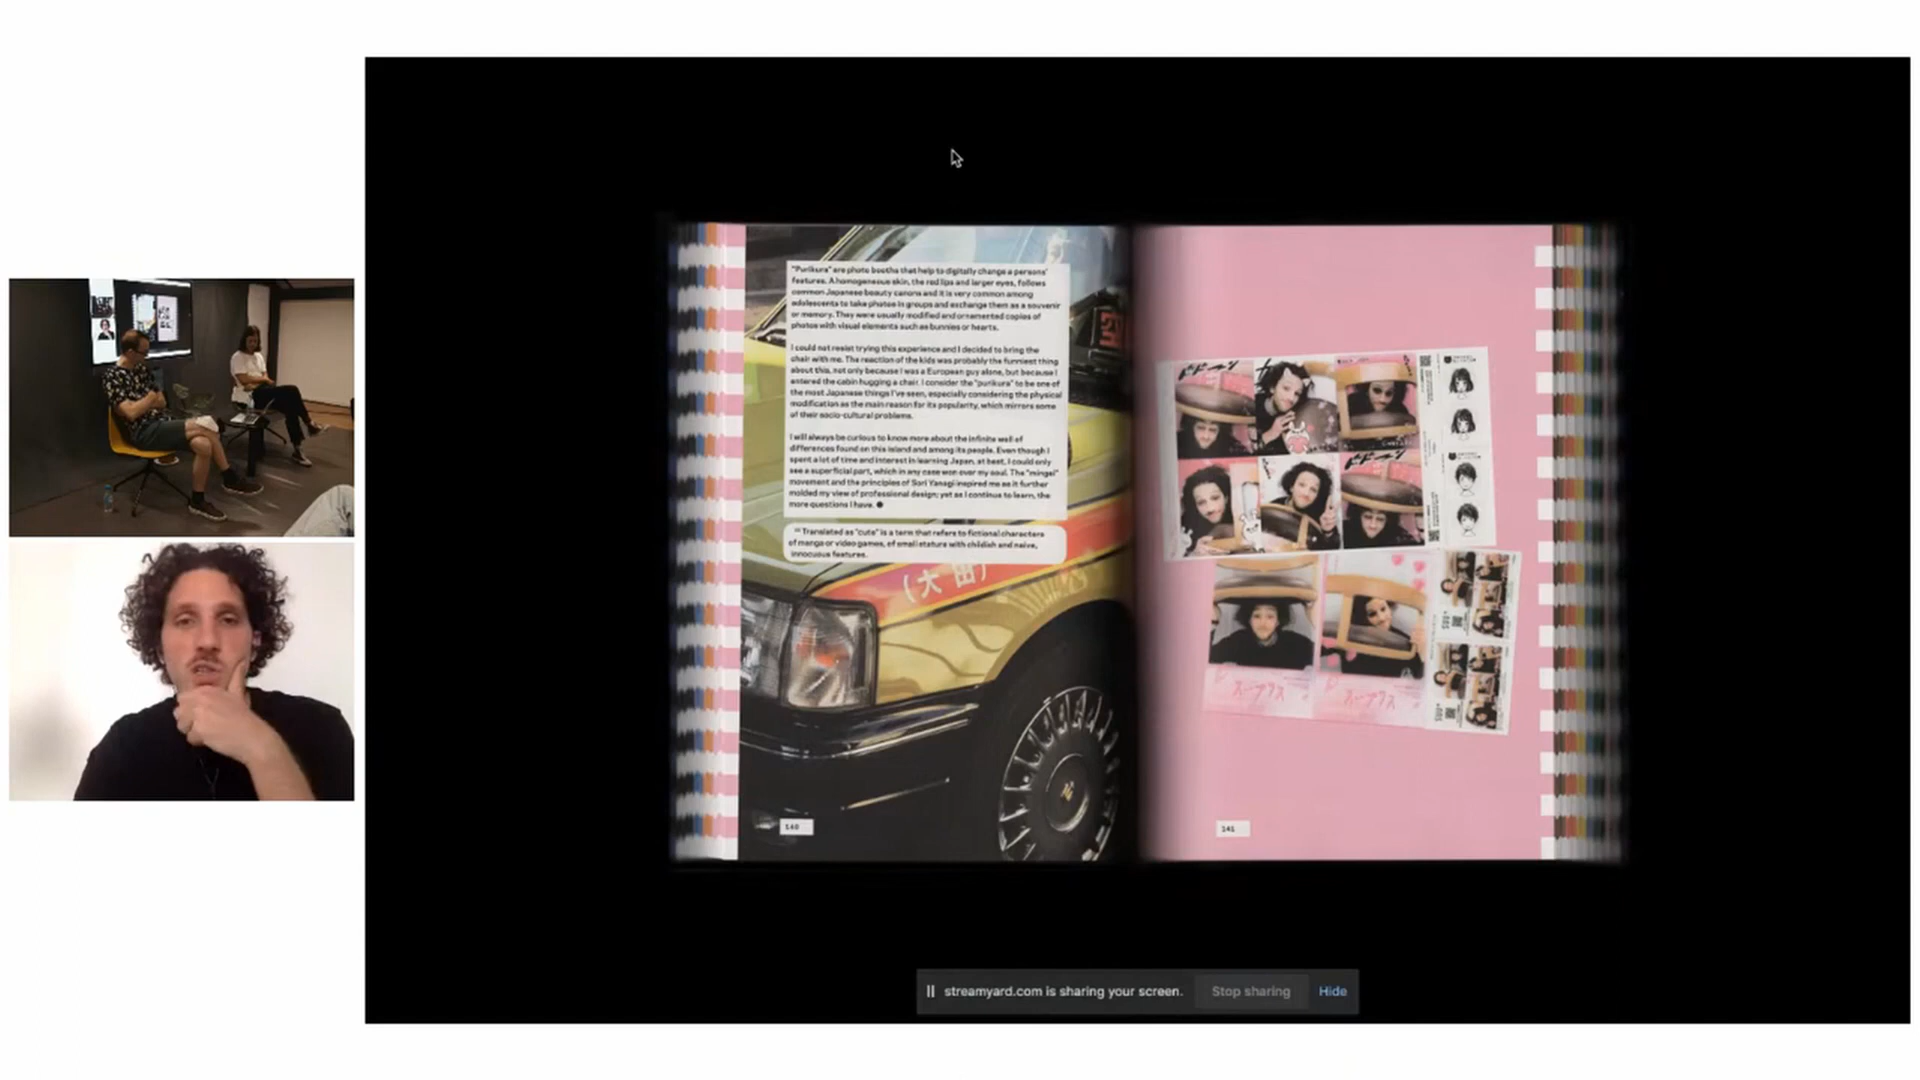 "Purikura" are photo booths that help to digitally change a persons'
features. A homogeneous skin, the red lips and larger eyes, follows
common Japanese beauty canons and it is very common among
adolescents to take photos in groups and exchange them as a souvenir
or memory. They were usually modified and ornamented copies of
photos with visual elements such as bunnies or hearts.
I could not resist trying this experience and I decided to bring the
chair with me. The reaction of the kids was probably the funniest thing
about this, not only because I was a European guy alone, but because I
entered the cabin hugging a chair. I consider the "purikura" to be one of
the most Japanese things I've seen, especially considering the physical
modification as the main reason for its popularity, which mirrors some
of their socio-cultural problems.
I will always be curious to know more about the infinite well of
differences found on this island and among its people. Even though I
spent a lot of time and interest in learning Japan, at best, I could only
see a superficial part, which in any case won over my soul. The "mingei"
movement and the principles of Sori Yanagi inspired me as it further
molded my view of professional design; yet as I continue to learn, the
more questions I have.
Translated as "cute" is a term that refers to fictional characters
of manga or video games, of small stature with childish and naive,
innocuous features.
(大田)
140
141
streamyard.com is sharing your screen.
Stop sharing
Hide